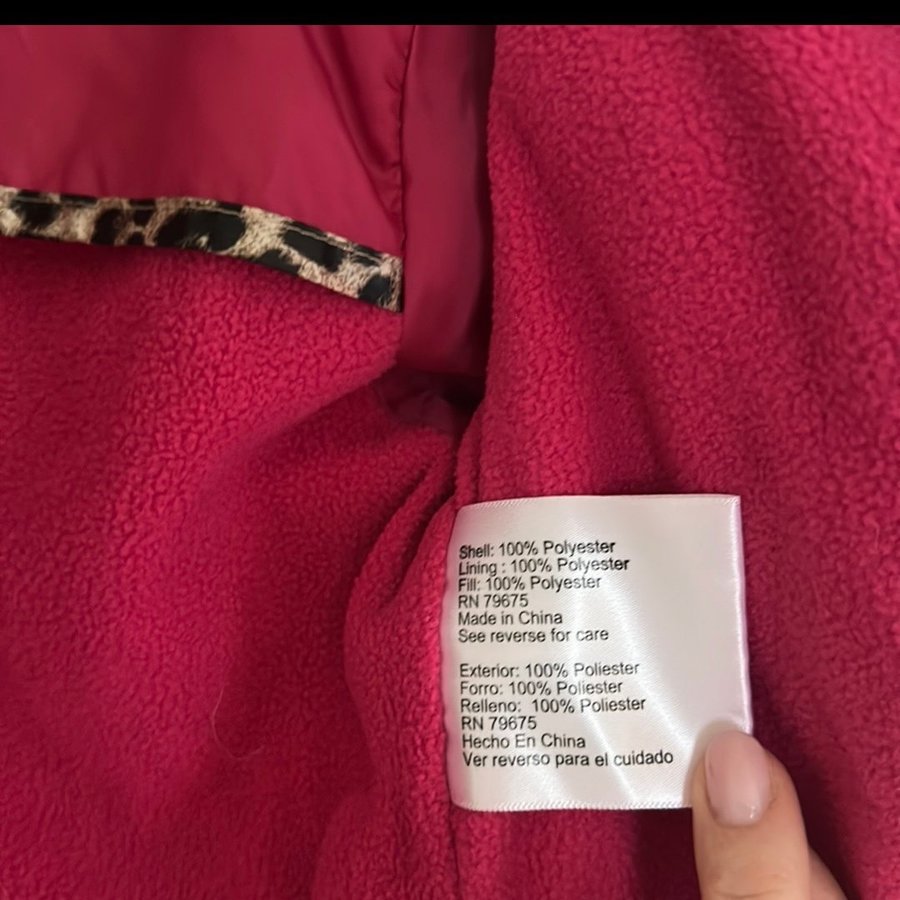 Shell: 100% Polyester
Lining : 100% Polyester
Fill: 100% Polyester
RN 79675
Made in China
See reverse for care
Exterior: 100% Poliester
Forro: 100% Poliester
Relleno: 100% Poliester
RN 79675
Hecho En China
Ver reverso para el cuidado